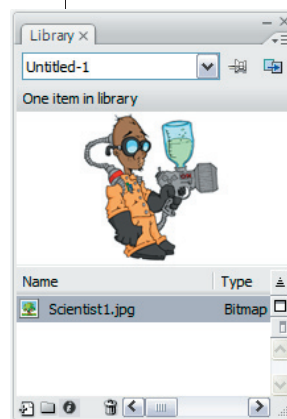 Library
Untitled-1
One item in library
Name Type
Scientist1.jpg Bitmap